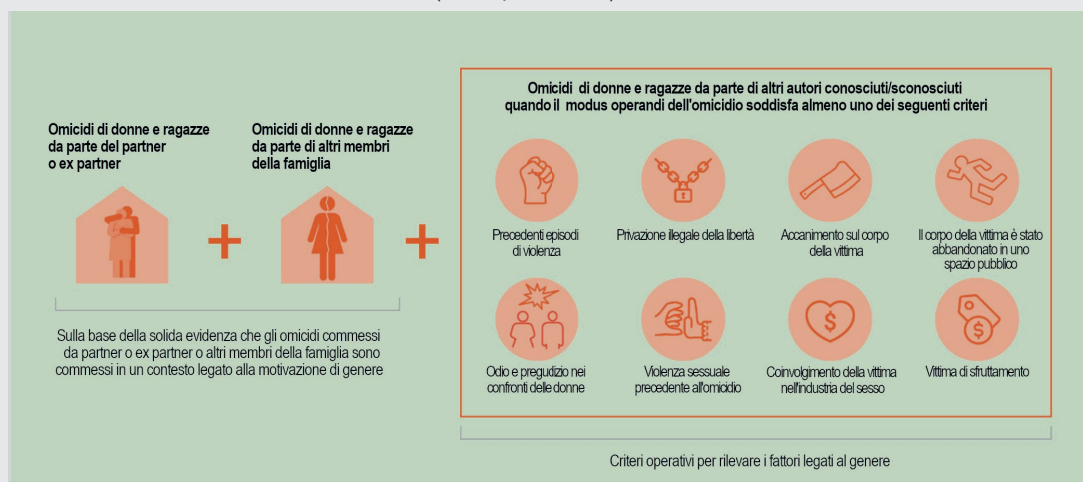 Omicidi di donne e ragazze da parte di altri autori conosciuti/sconosciuti
quando il modus operandi dell'omicidio soddisfa almeno uno dei seguenti criteri
Omicidi di donne e ragazze
da parte del partner
o ex partner
Omicidi di donne e ragazze
da parte di altri membri
della famiglia
+
+
Precedenti episodi
di violenza
Privazione illegale della libertà
Accanimento sul corpo
della vittima
Il corpo della vittima è stato
abbandonato in uno
spazio pubblico
$
$
Odio e pregudizio nei
confronti delle donne
Violenza sessuale
precedente all'omicidio
Coinvolgimento della vittima
nell'industria del sesso
Vittima di sfruttamento
Sulla base della solida evidenza che gli omicidi commessi
da partner o ex partner o altri membri della famiglia sono
commessi in un contesto legato alla motivazione di genere
Criteri operativi per rilevare i fattori legati al genere